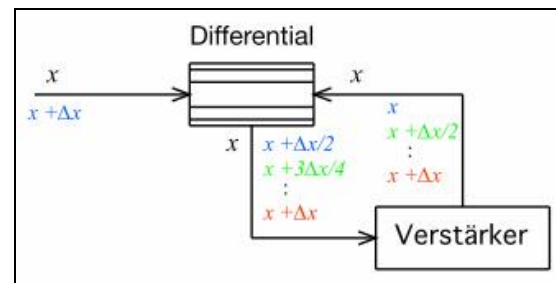 Differential
x
x
x +Δx
x
x +Δx/2
x +3Δx/4
⋮
x +Δx
x
x +Δx/2
⋮
x +Δx
Verstärker